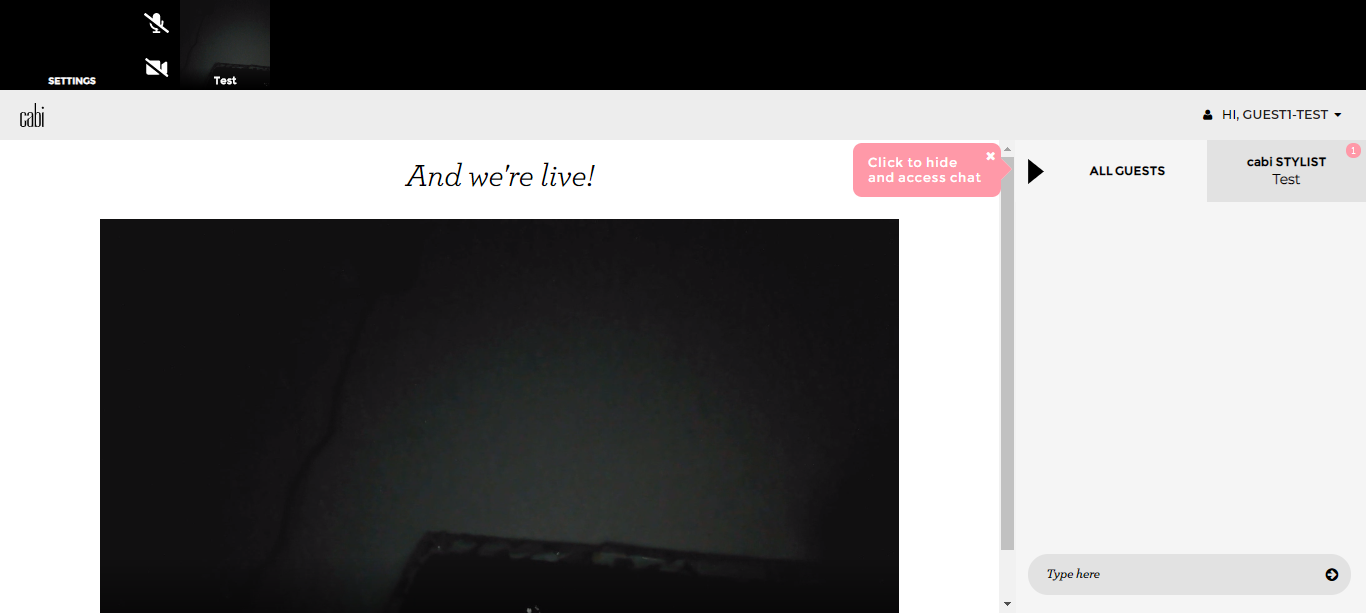 SETTINGS
Test
cabi
HI, GUEST1-TEST
And we're live!
Click to hide
and access chat
ALL GUESTS
cabi STYLIST
Test
1
Type here